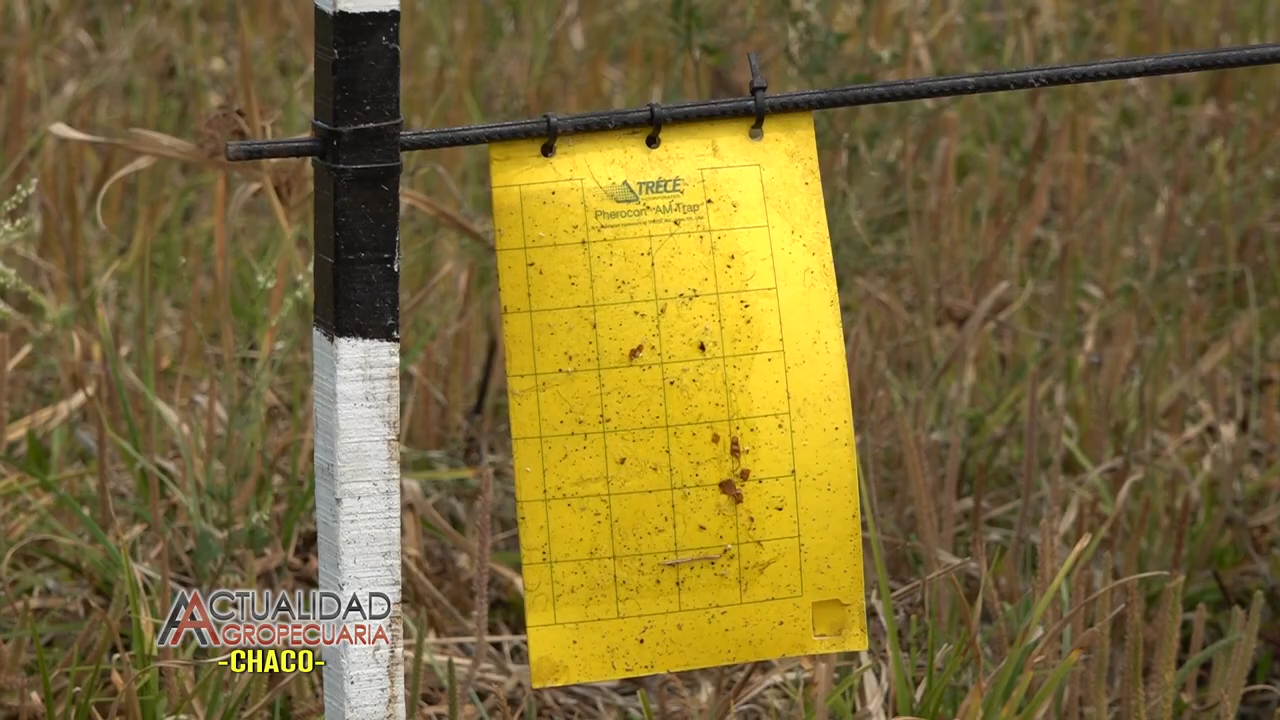 TRÉCÉ
Pherocon AM Trap
ACTUALIDAD
AGROPECUARIA
-CHACO-